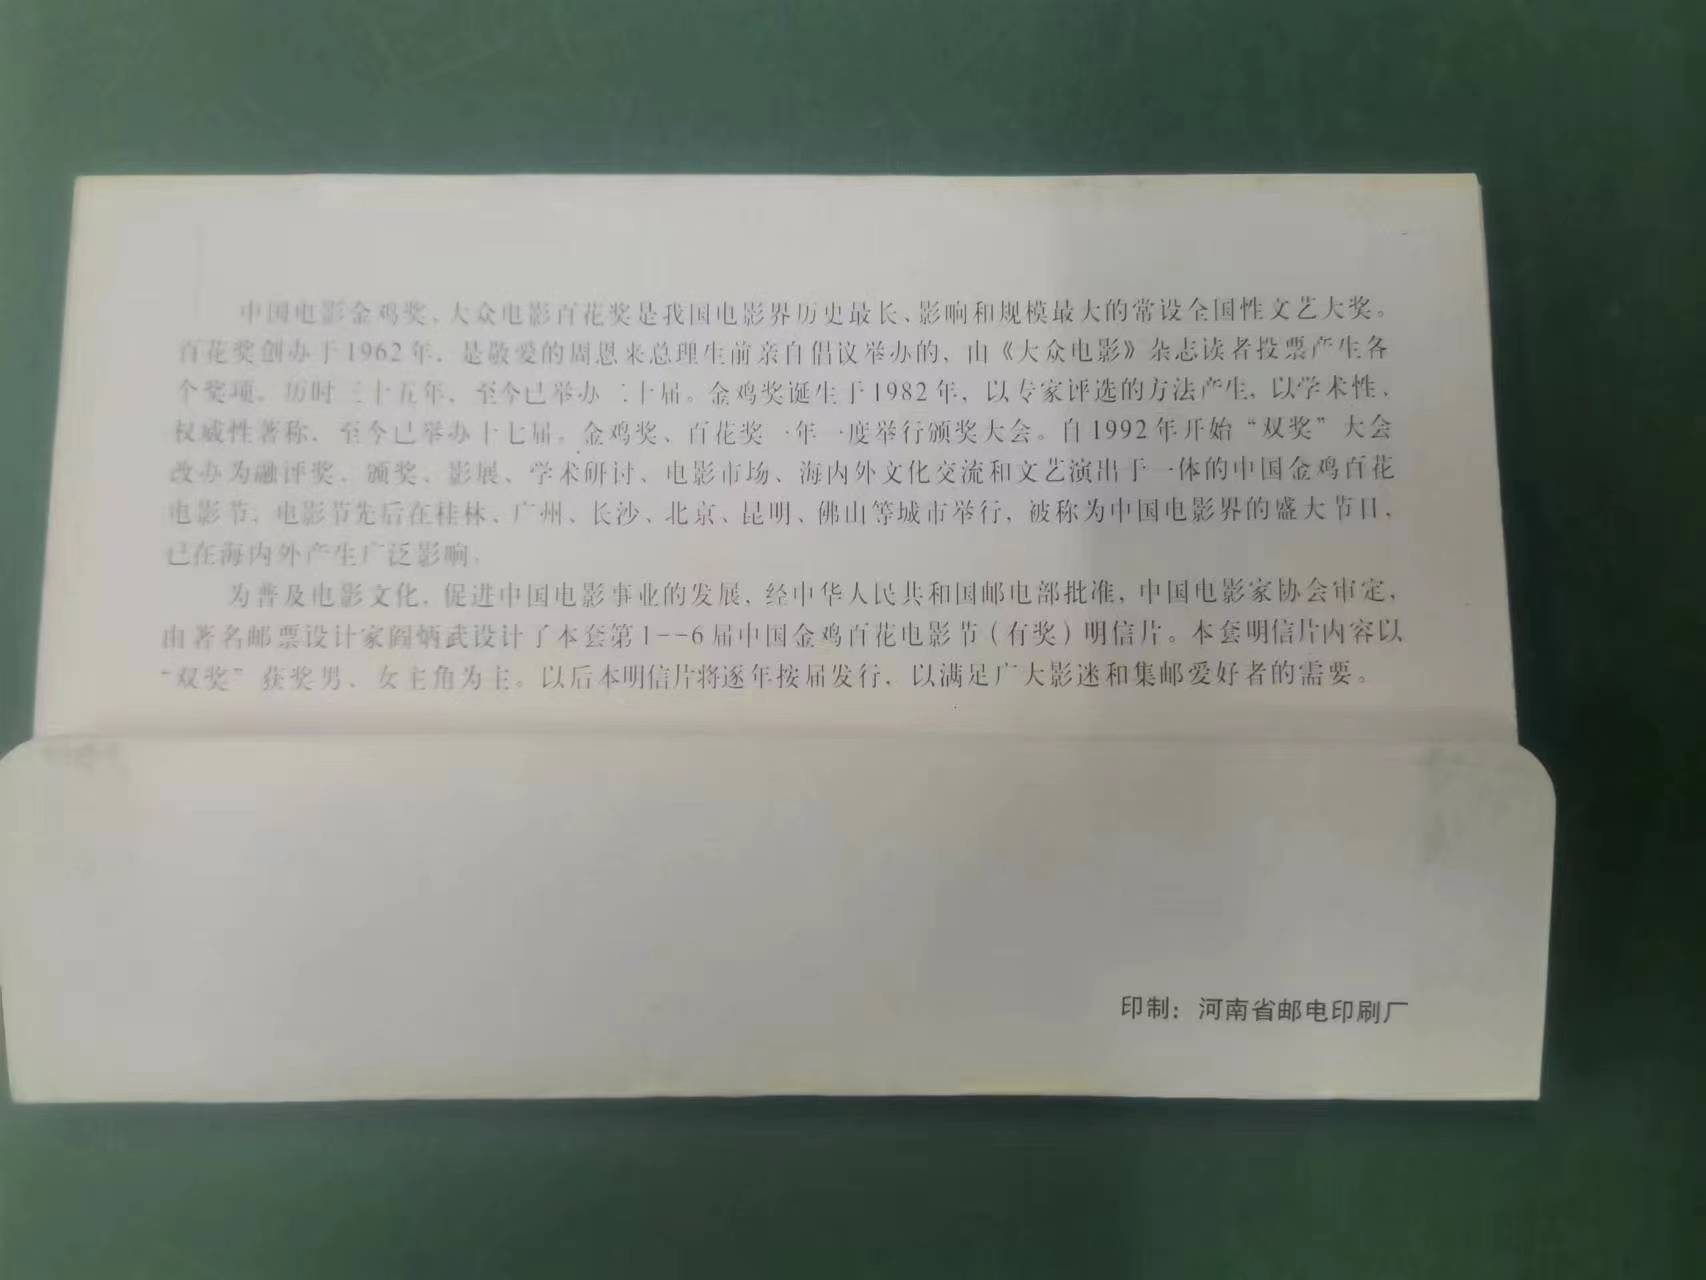 中国电影金鸡奖、大众电影百花奖是我国电影界历史最长、影响和规模最大的常设全国性文艺大奖。
百花奖创办于1962年，是敬爱的周恩来总理生前亲自倡议举办的，由《大众电影》杂志读者投票产生各
个奖项。历时三十五年，至今已举办二十届。金鸡奖诞生于1982年，以专家评选的方法产生，以学术性、
权威性著称，至今已举办十七届。金鸡奖、百花奖一年一度举行颁奖大会。自1992年开始“双奖”大会
改办为融评奖、颁奖、影展、学术研讨、电影市场、海内外文化交流和文艺演出于一体的中国金鸡百花
电影节，电影节先后在桂林、广州、长沙、北京、昆明、佛山等城市举行，被称为中国电影界的盛大节日，
已在海内外产生广泛影响。
为普及电影文化，促进中国电影事业的发展，经中华人民共和国邮电部批准，中国电影家协会审定，
由著名邮票设计家阎炳武设计了本套第1--6届中国金鸡百花电影节（有奖）明信片。本套明信片内容以
“双奖”获奖男、女主角为主。以后本明信片将逐年按届发行，以满足广大影迷和集邮爱好者的需要。
印制：河南省邮电印刷厂